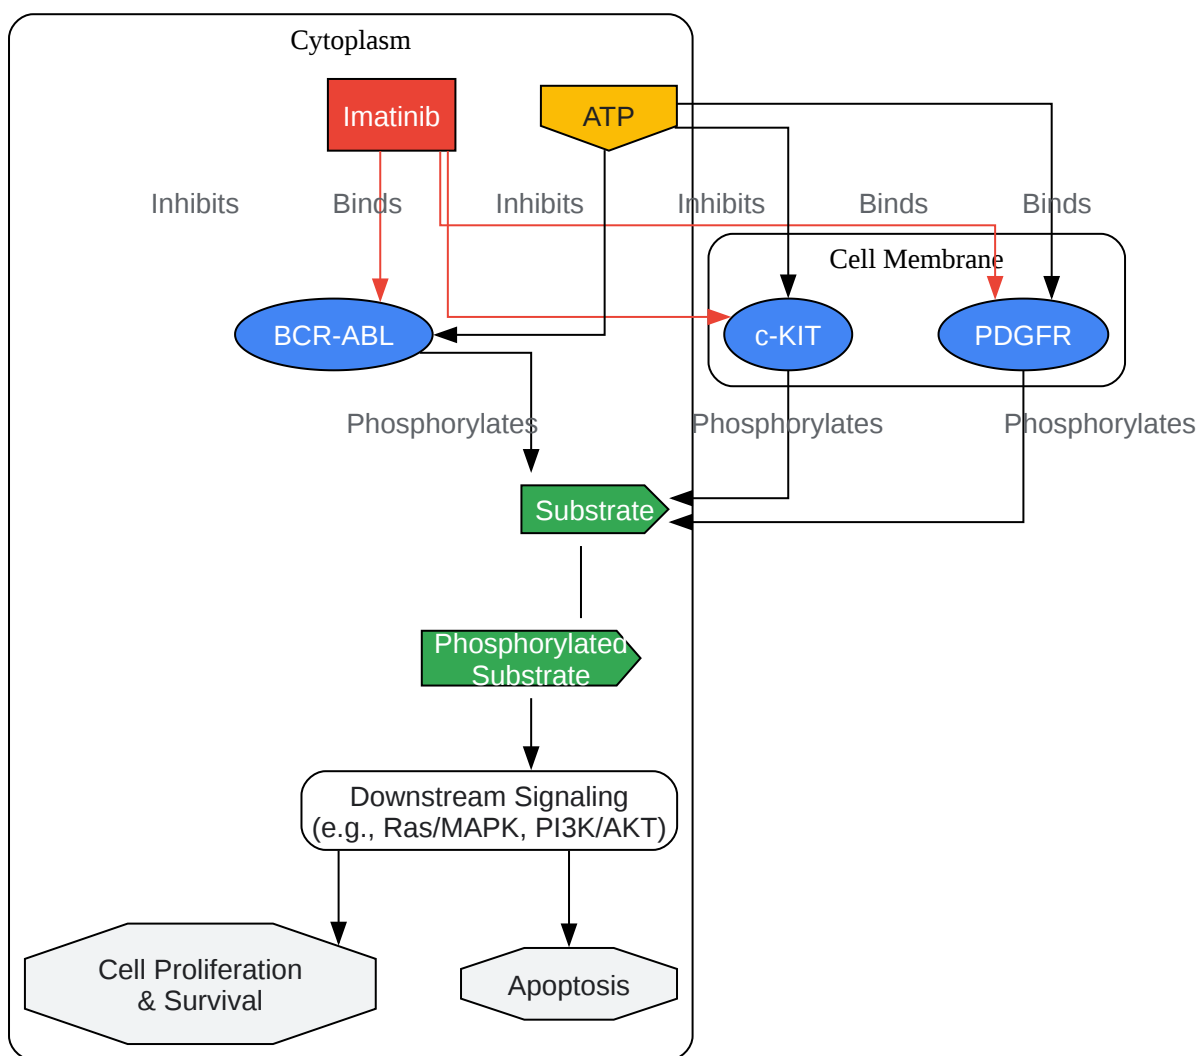 Cytoplasm
Imatinib
ATP
Inhibits
Binds
Inhibits
Inhibits
Binds
Binds
Cell Membrane
BCR-ABL
c-KIT
PDGFR
Phosphorylates
Phosphorylates
Phosphorylates
Substrate
Phosphorylated
Substrate
Downstream Signaling
(e.g., Ras/MAPK, PI3K/AKT)
Cell Proliferation
& Survival
Apoptosis